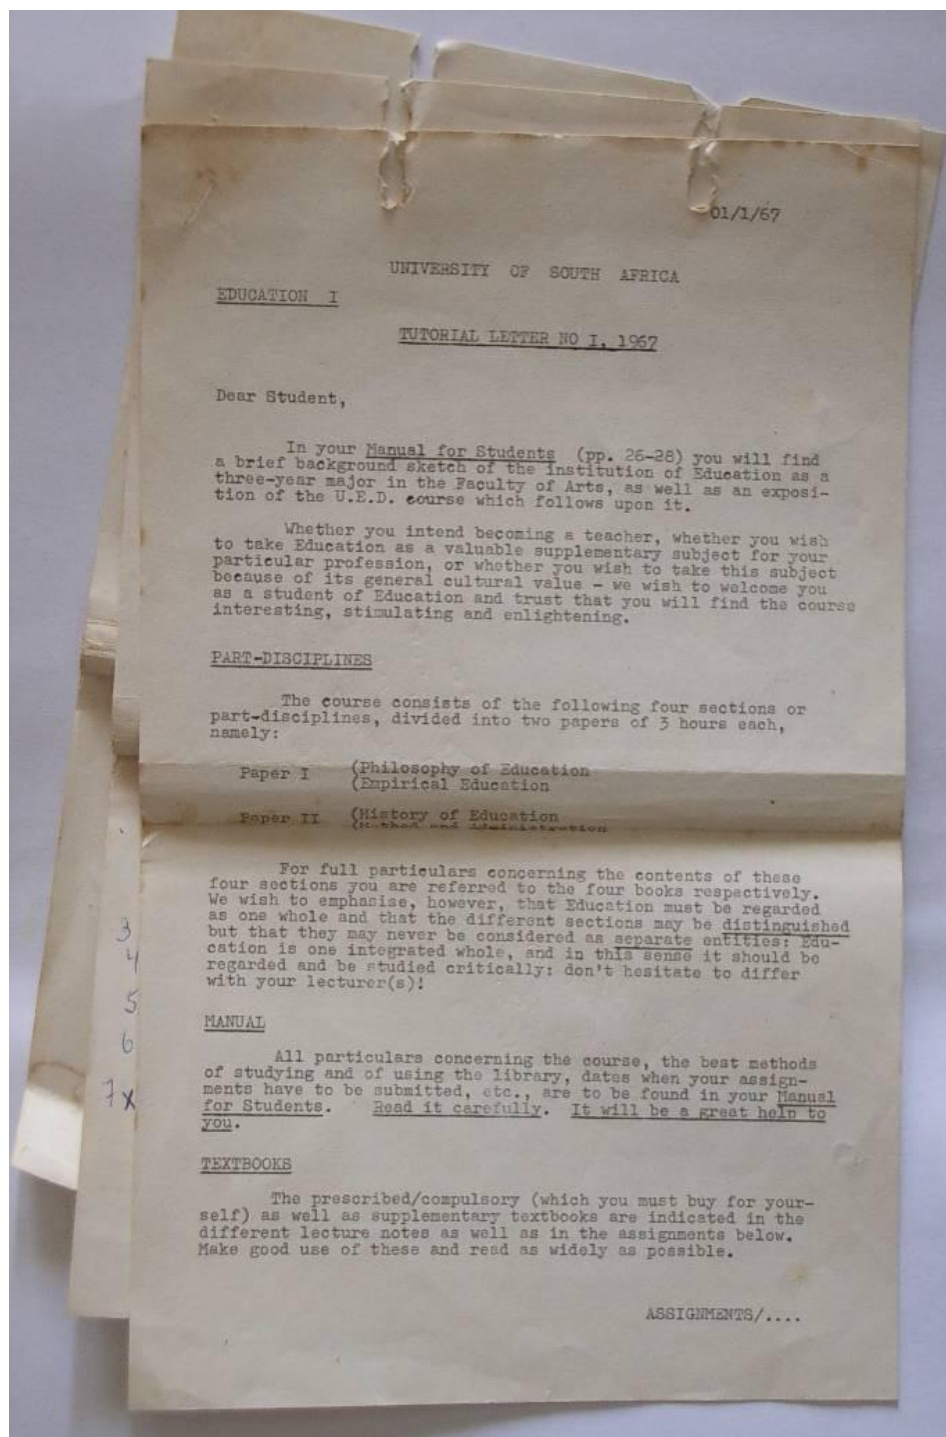 01/1/67
UNIVERSITY OF SOUTH AFRICA
EDUCATION I
TUTORIAL LETTER NO I, 1967
Dear Student,
In your Manual for Students (pp. 26-28) you will find
a brief background sketch of the institution of Education as a
three-year major in the Faculty of Arts, as well as an exposi-
tion of the U.E.D. course which follows upon it.
Whether you intend becoming a teacher, whether you wish
to take Education as a valuable supplementary subject for your
particular profession, or whether you wish to take this subject
because of its general cultural value - we wish to welcome you
as a student of Education and trust that you will find the course
interesting, stimulating and enlightening.
PART-DISCIPLINES
The course consists of the following four sections or
part-disciplines, divided into two papers of 3 hours each,
namely:
Paper I (Philosophy of Education
(Empirical Education
Paper II (History of Education
(Method and Administration
For full particulars concerning the contents of these
four sections you are referred to the four books respectively.
We wish to emphasise, however, that Education must be regarded
as one whole and that the different sections may be distinguished
but that they may never be considered as separate entities: Edu-
cation is one integrated whole, and in this sense it should be
regarded and be studied critically: don't hesitate to differ
with your lecturer(s)!
MANUAL
All particulars concerning the course, the best methods
of studying and of using the library, dates when your assign-
ments have to be submitted, etc., are to be found in your Manual
for Students. Read it carefully. It will be a great help to
you.
TEXTBOOKS
The prescribed/compulsory (which you must buy for your-
self) as well as supplementary textbooks are indicated in the
different lecture notes as well as in the assignments below.
Make good use of these and read as widely as possible.
ASSIGNMENTS/....
3
4
5
6
7x